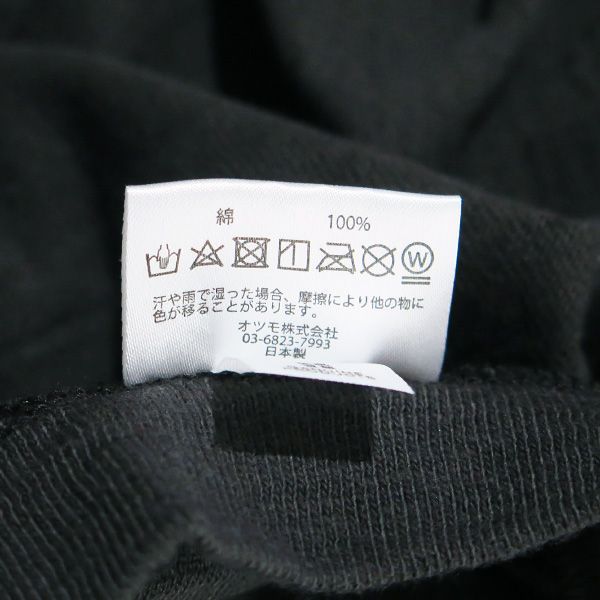 綿 100%
W
汗や雨で湿った場合、摩擦により他の物に
色が移ることがあります。
オツモ株式会社
03-6823-7993
日本製